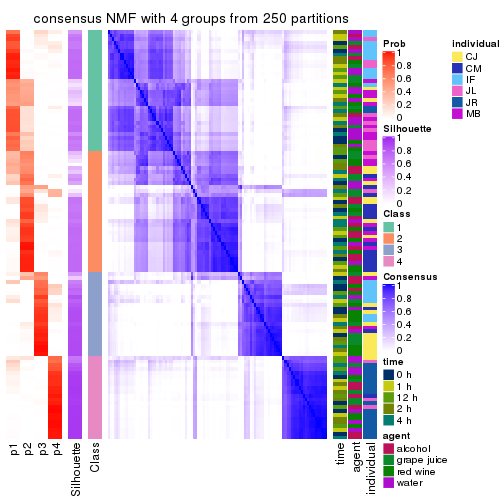 consensus NMF with 4 groups from 250 partitions
Prob
1
0.8
0.6
0.4
0.2
0
Silhouette
1
0.8
0.6
0.4
0.2
0
Class
1
2
3
4
Consensus
1
0.8
0.6
0.4
0.2
0
time
0 h
1 h
12 h
2 h
4 h
agent
alcohol
grape juice
red wine
water
Individual
CJ
CM
IF
JL
JR
MB
p1
p2
p3
p4
Silhouette
Class
time
agent
individual